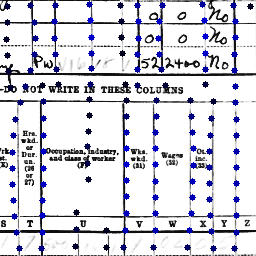 0 0 No
0 0 No
PW 52 2400 No
DO NOT WRITE IN THESE COLUMNS
Hrs. wkd. or Dur. un. (26 or 27)
Occupation, industry, and class of worker (F)
Wks. wkd. (31)
Wages (32)
Ot. inc. (33)
S T U V W X Y Z